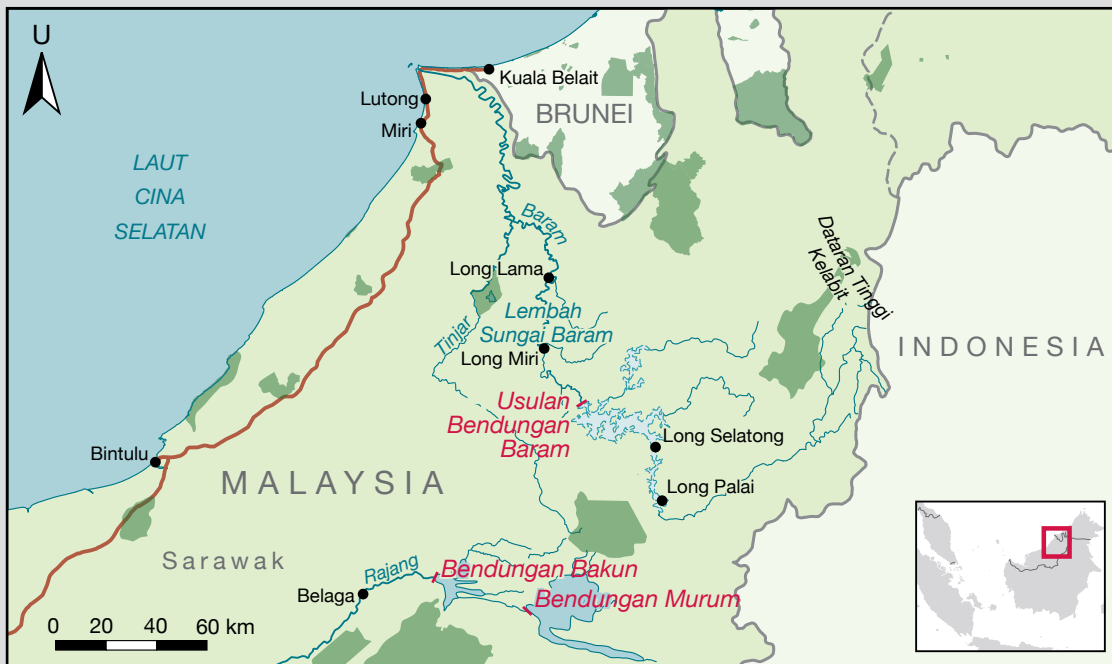 U
Kuala Belait
BRUNEI
Lutong
Miri
LAUT
CINA
SELATAN
Baram
Dataran Tinggi
Kelabit
Long Lama
Lembah
Sungai Baram
Tinjar
Long Miri
INDONESIA
Usulan
Bendungan
Baram
Long Selatong
Bintulu
MALAYSIA
Long Palai
Sarawak
Rajang
Bendungan Bakun
Belaga
Bendungan Murum
0 20 40 60 km